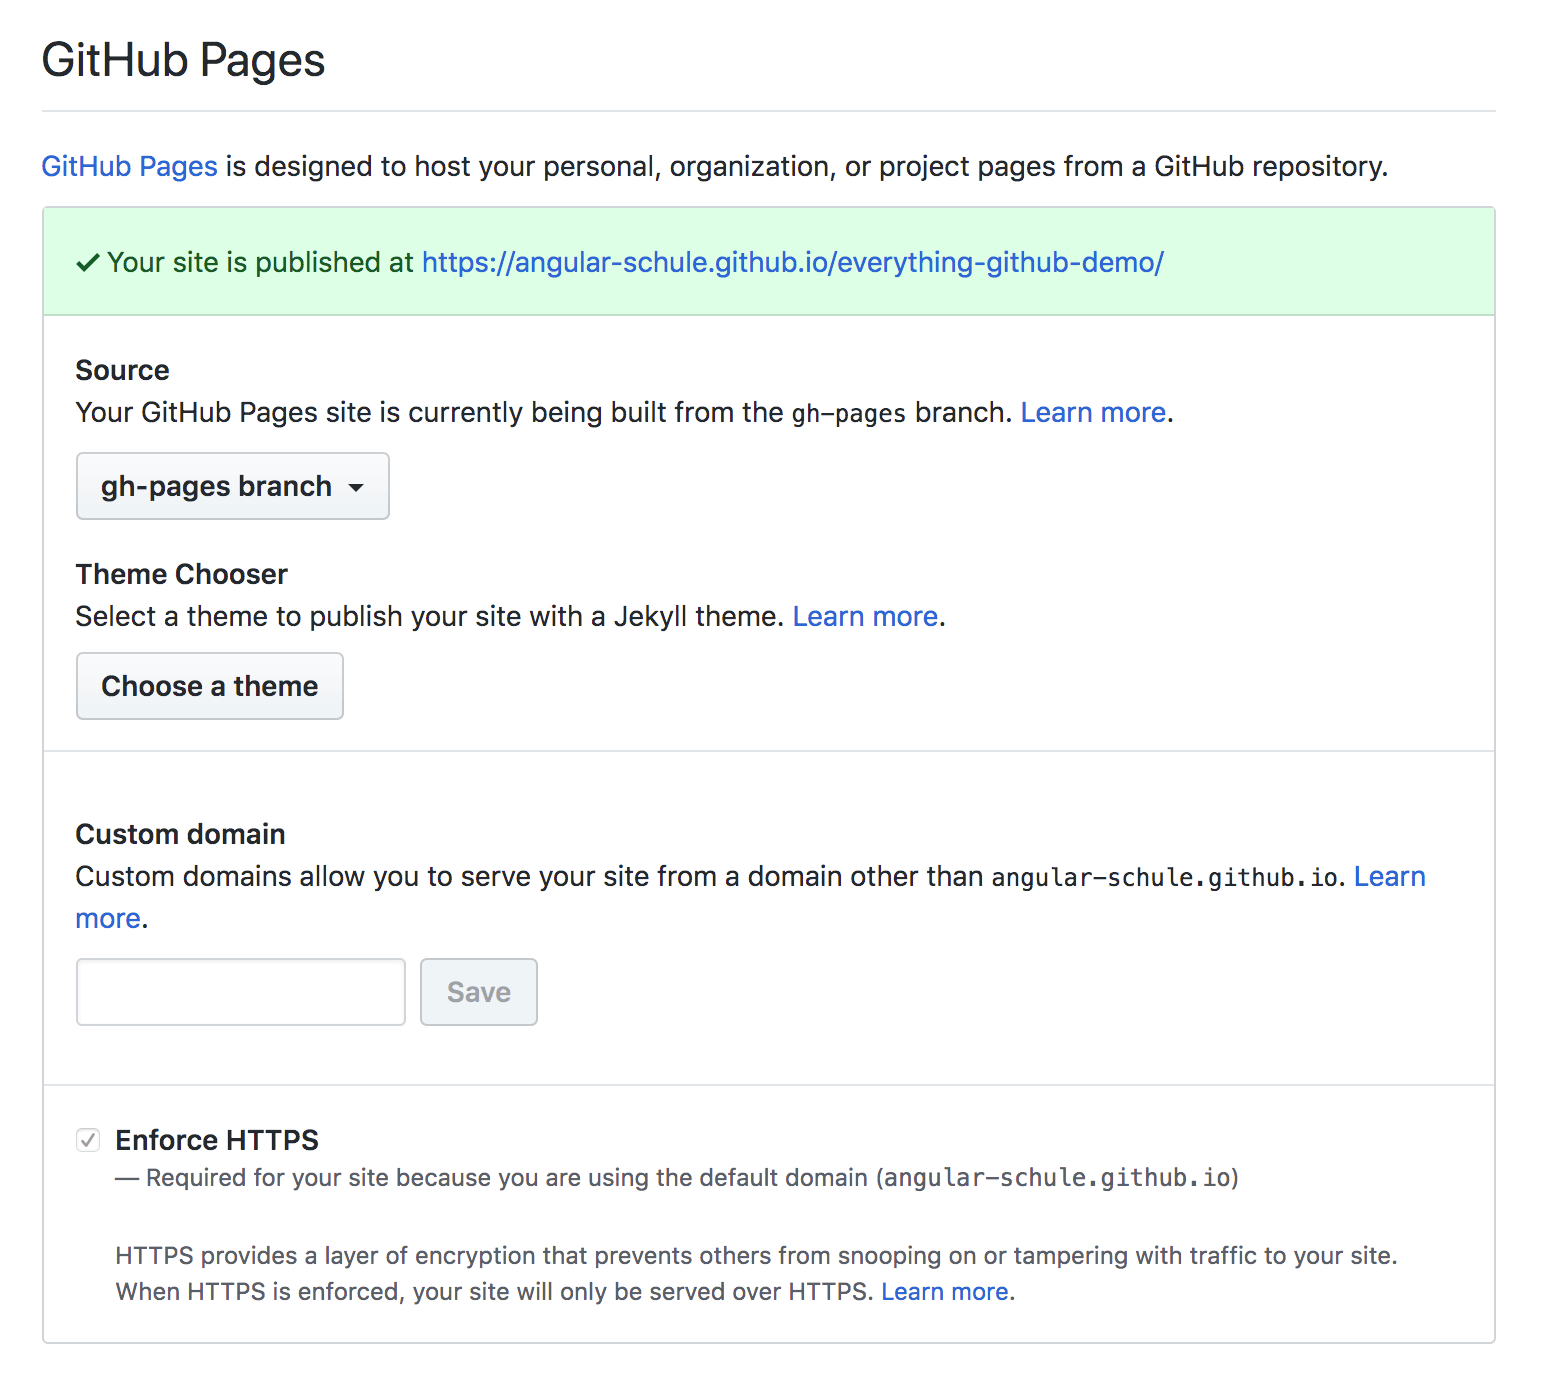 GitHub Pages
GitHub Pages is designed to host your personal, organization, or project pages from a GitHub repository.
Your site is published at https://angular-schule.github.io/everything-github-demo/
Source
Your GitHub Pages site is currently being built from the gh-pages branch. Learn more.
gh-pages branch
Theme Chooser
Select a theme to publish your site with a Jekyll theme. Learn more.
Choose a theme
Custom domain
Custom domains allow you to serve your site from a domain other than angular-schule.github.io. Learn
more.
Save
Enforce HTTPS
— Required for your site because you are using the default domain (angular-schule.github.io)
HTTPS provides a layer of encryption that prevents others from snooping on or tampering with traffic to your site.
When HTTPS is enforced, your site will only be served over HTTPS. Learn more.